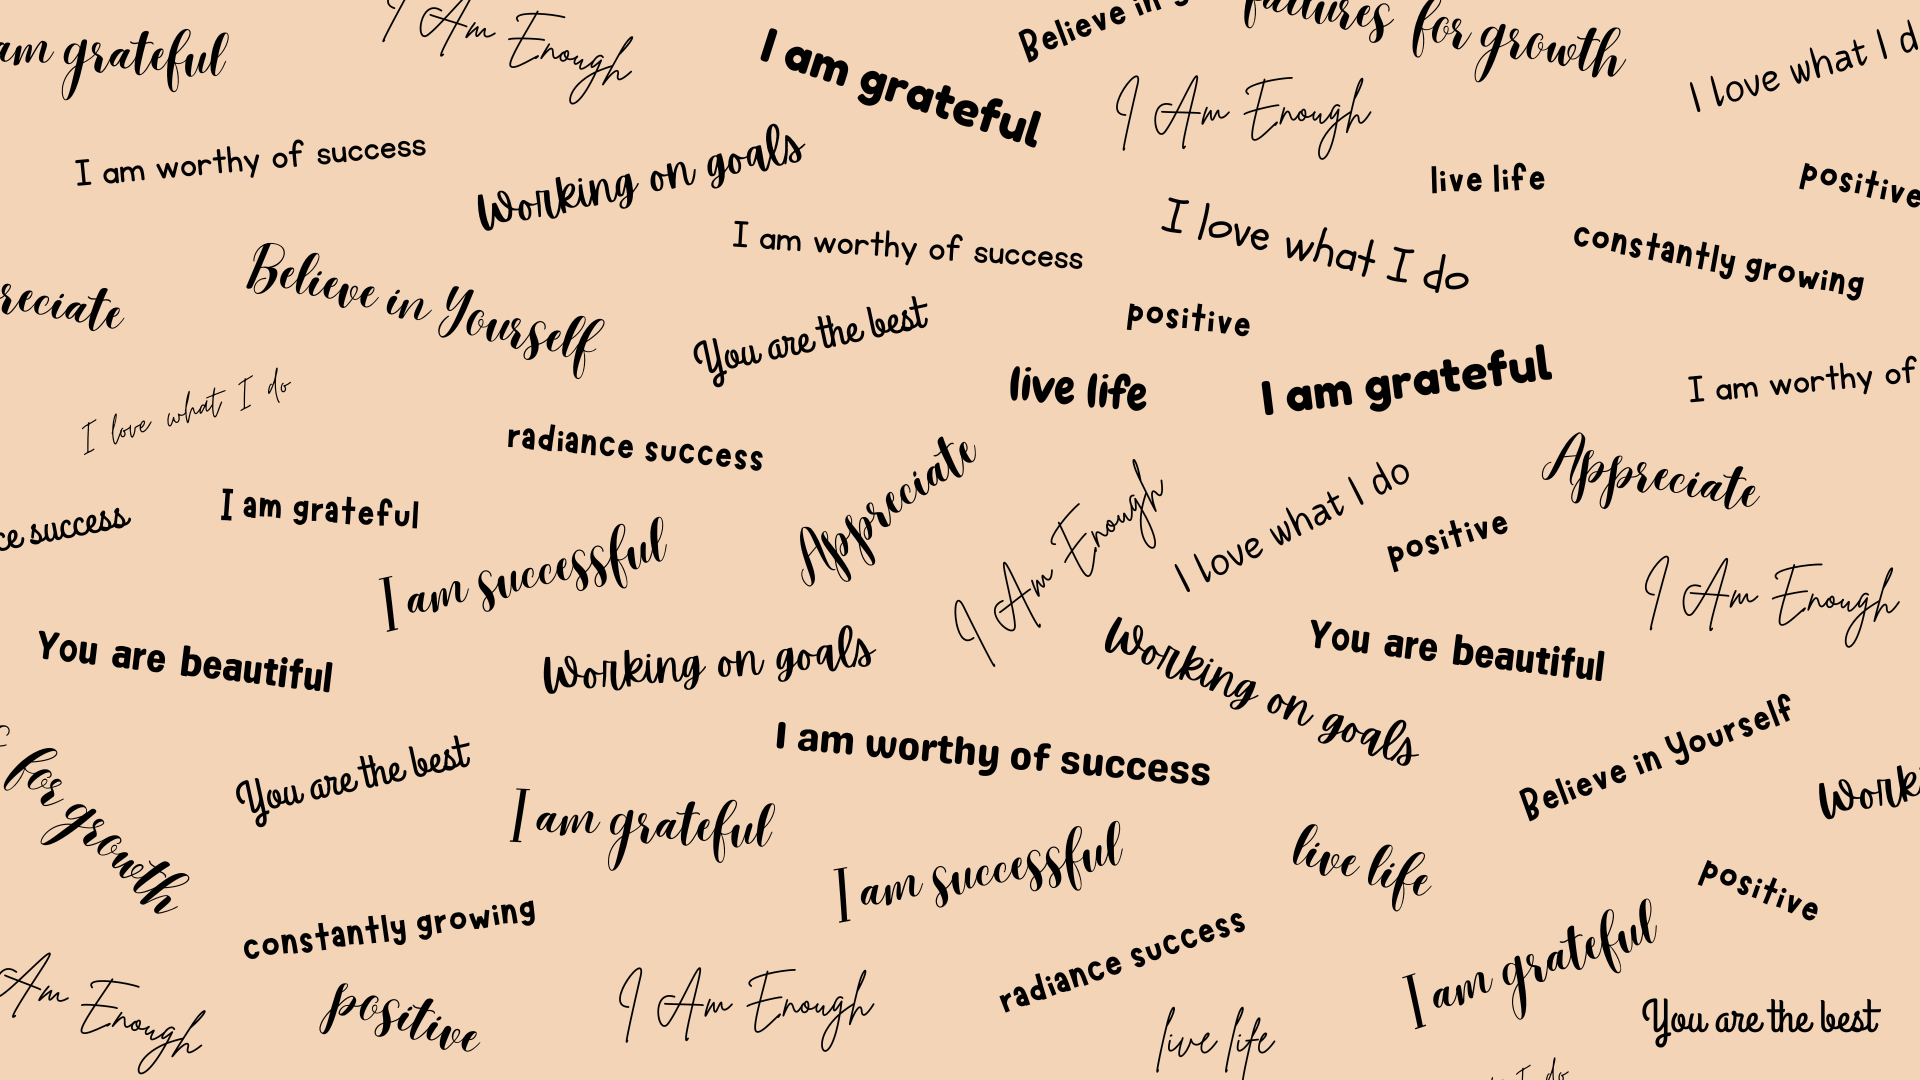 am grateful
I Am Enough
I am grateful
Believe in
failures for growth
I love what I d
I Am Enough
I am worthy of success
Working on goals
live life
positive
I am worthy of success
I love what I do
constantly growing
Believe in Yourself
reciate
You are the best
positive
live life
I am grateful
I am worthy of
I love what I do
radiance success
Appreciate
Appreciate
I love what I do
positive
I am grateful
ce success
I am successful
I Am Enough
I Am Enough
You are beautiful
Working on goals
Working on goals
You are beautiful
Believe in Yourself
I am worthy of success
You are the best
for growth
Work
I am grateful
I am successful
live life
positive
constantly growing
radiance success
I am grateful
Am Enough
positive
I Am Enough
live life
You are the best
I do